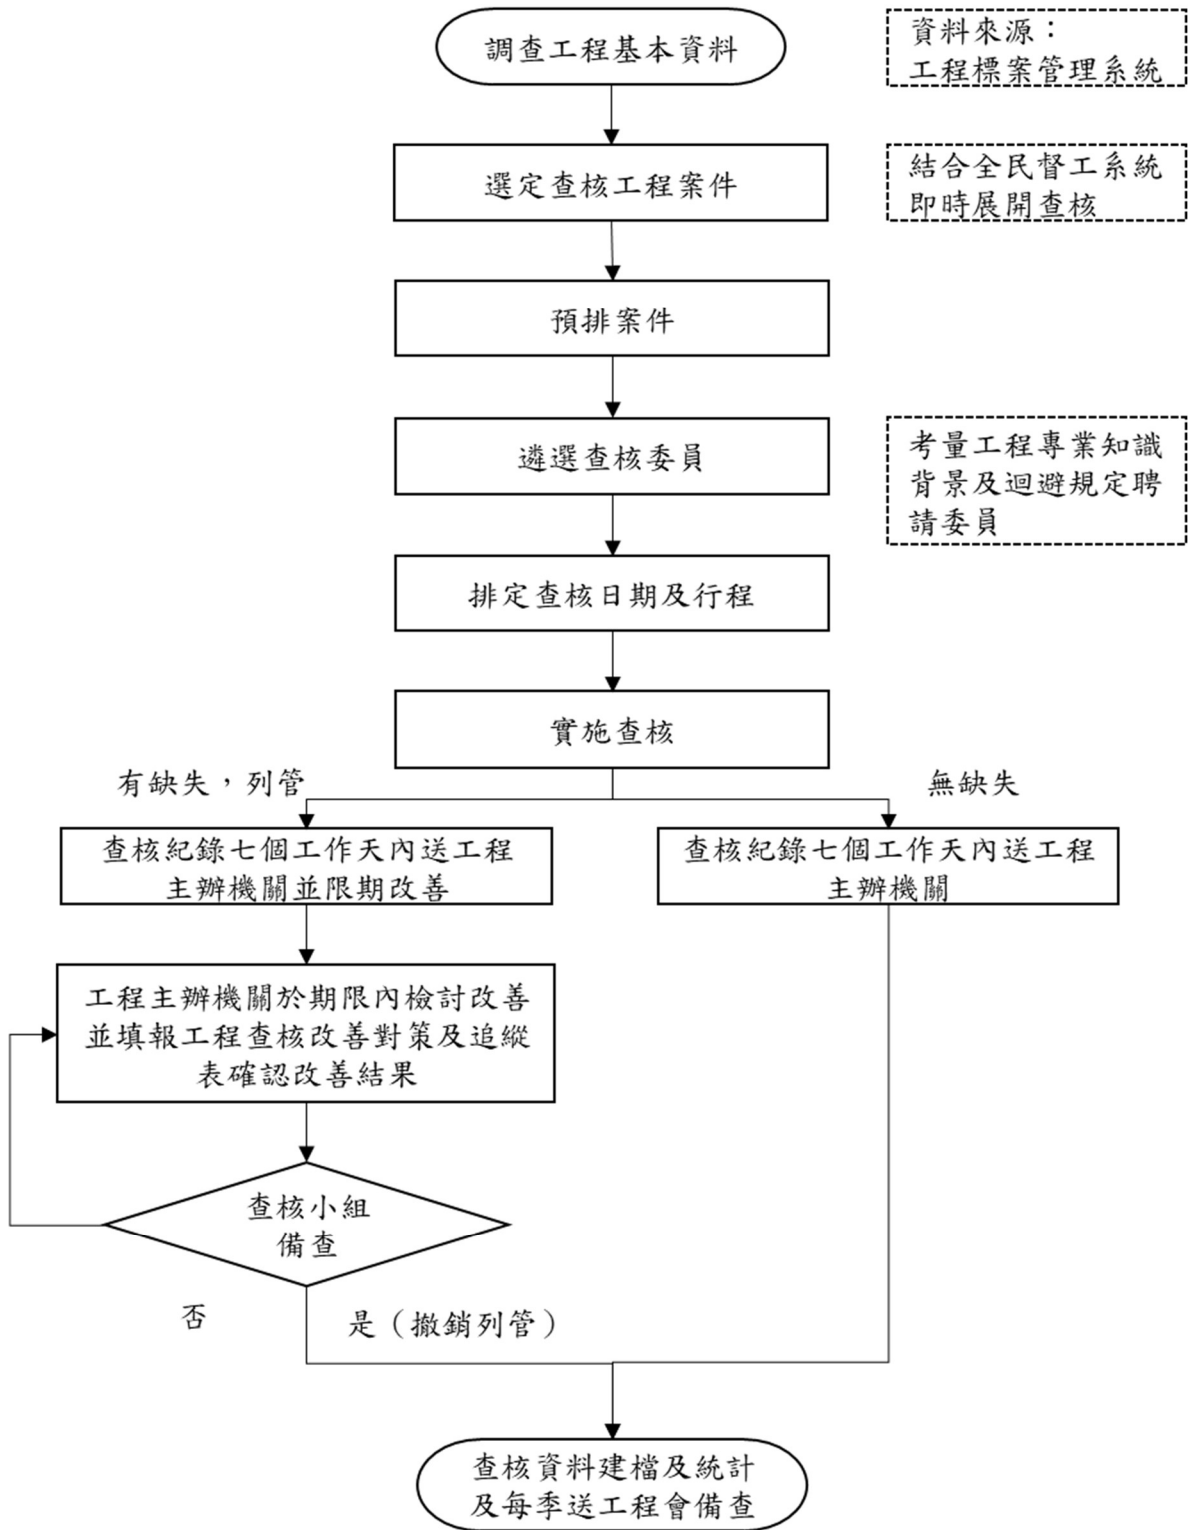 調查工程基本資料
資料來源：
工程標案管理系統
選定查核工程案件
結合全民督工系統
即時展開查核
預排案件
遴選查核委員
考量工程專業知識
背景及迴避規定聘
請委員
排定查核日期及行程
實施查核
有缺失，列管
無缺失
查核紀錄七個工作天內送工程
主辦機關並限期改善
查核紀錄七個工作天內送工程
主辦機關
工程主辦機關於期限內檢討改善
並填報工程查核改善對策及追縱
表確認改善結果
查核小組
備查
否
是（撤銷列管）
查核資料建檔及統計
及每季送工程會備查